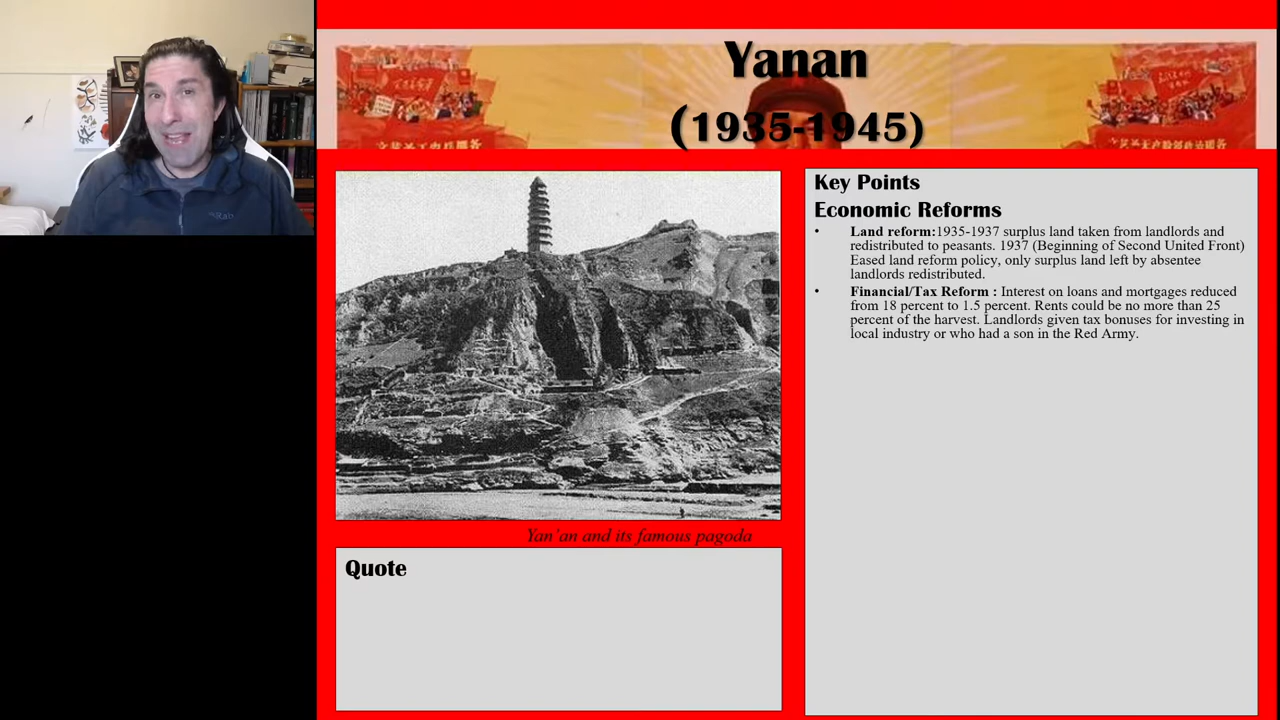 Rab
Yanan
(1935-1945)
Key Points
Economic Reforms
• Land reform:1935-1937 surplus land taken from landlords and
redistributed to peasants. 1937 (Beginning of Second United Front)
Eased land reform policy, only surplus land left by absentee
landlords redistributed.
• Financial/Tax Reform : Interest on loans and mortgages reduced
from 18 percent to 1.5 percent. Rents could be no more than 25
percent of the harvest. Landlords given tax bonuses for investing in
local industry or who had a son in the Red Army.
Yan'an and its famous pagoda
Quote